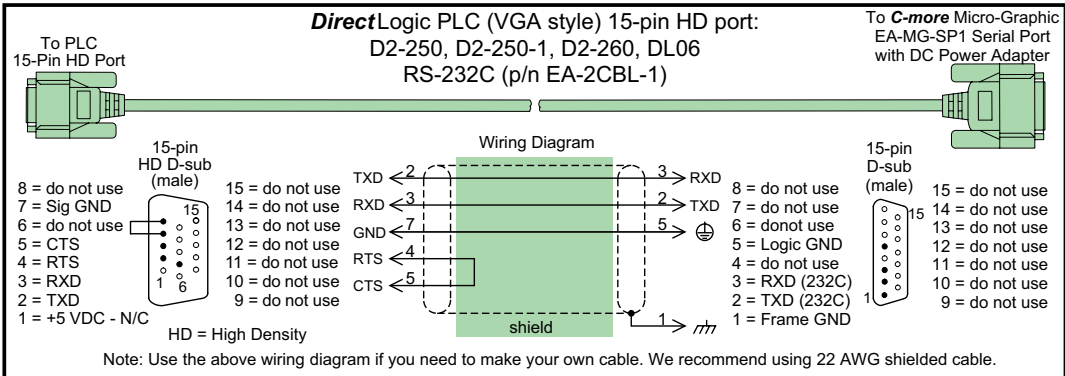 DirectLogic PLC (VGA style) 15-pin HD port:
D2-250, D2-250-1, D2-260, DL06
RS-232C (p/n EA-2CBL-1)
To PLC
15-Pin HD Port
To C-more Micro-Graphic
EA-MG-SP1 Serial Port
with DC Power Adapter
15-pin
HD D-sub
(male)
8 = do not use
7 = Sig GND
6 = do not use
5 = CTS
4 = RTS
3 = RXD
2 = TXD
1 = +5 VDC - N/C
15
1
6
HD = High Density
15 = do not use
14 = do not use
13 = do not use
12 = do not use
11 = do not use
10 = do not use
9 = do not use
Wiring Diagram
TXD 2 3 RXD
RXD 3 2 TXD
GND 7 5
RTS 4
CTS 5
1
shield
15-pin
D-sub
(male)
8 = do not use
7 = do not use
6 = donot use
5 = Logic GND
4 = do not use
3 = RXD (232C)
2 = TXD (232C)
1 = Frame GND
15
1
15 = do not use
14 = do not use
13 = do not use
12 = do not use
11 = do not use
10 = do not use
9 = do not use
Note: Use the above wiring diagram if you need to make your own cable. We recommend using 22 AWG shielded cable.